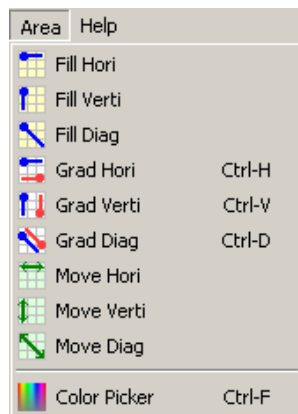 Area Help
Fill Hori
Fill Verti
Fill Diag
Grad Hori Ctrl-H
Grad Verti Ctrl-V
Grad Diag Ctrl-D
Move Hori
Move Verti
Move Diag
Color Picker Ctrl-F